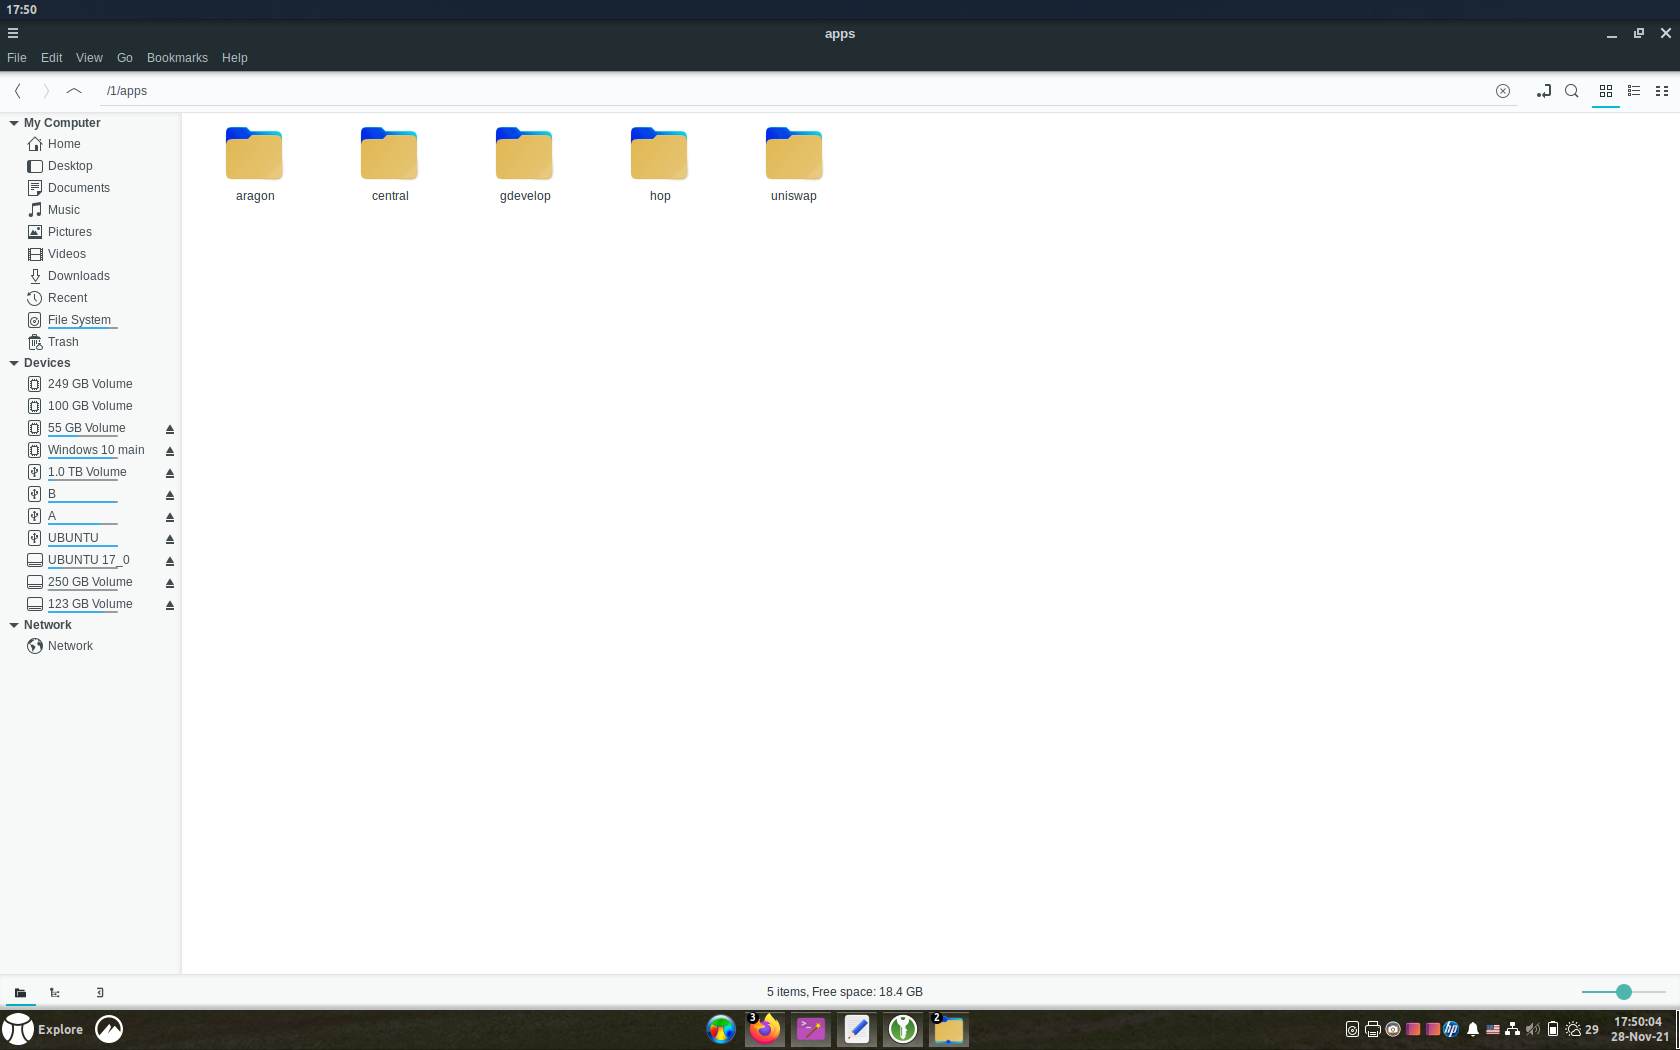 17:50
apps
File Edit View Go Bookmarks Help
/1/apps
My Computer
Home
Desktop
Documents
Music
Pictures
Videos
Downloads
Recent
File System
Trash
Devices
249 GB Volume
100 GB Volume
55 GB Volume
Windows 10 main
1.0 TB Volume
B
A
UBUNTU
UBUNTU 17_0
250 GB Volume
123 GB Volume
Network
Network
aragon central gdevelop hop uniswap
5 items, Free space: 18.4 GB
Explore
3
>_
2
hp
29
17:50:04
28-Nov-21